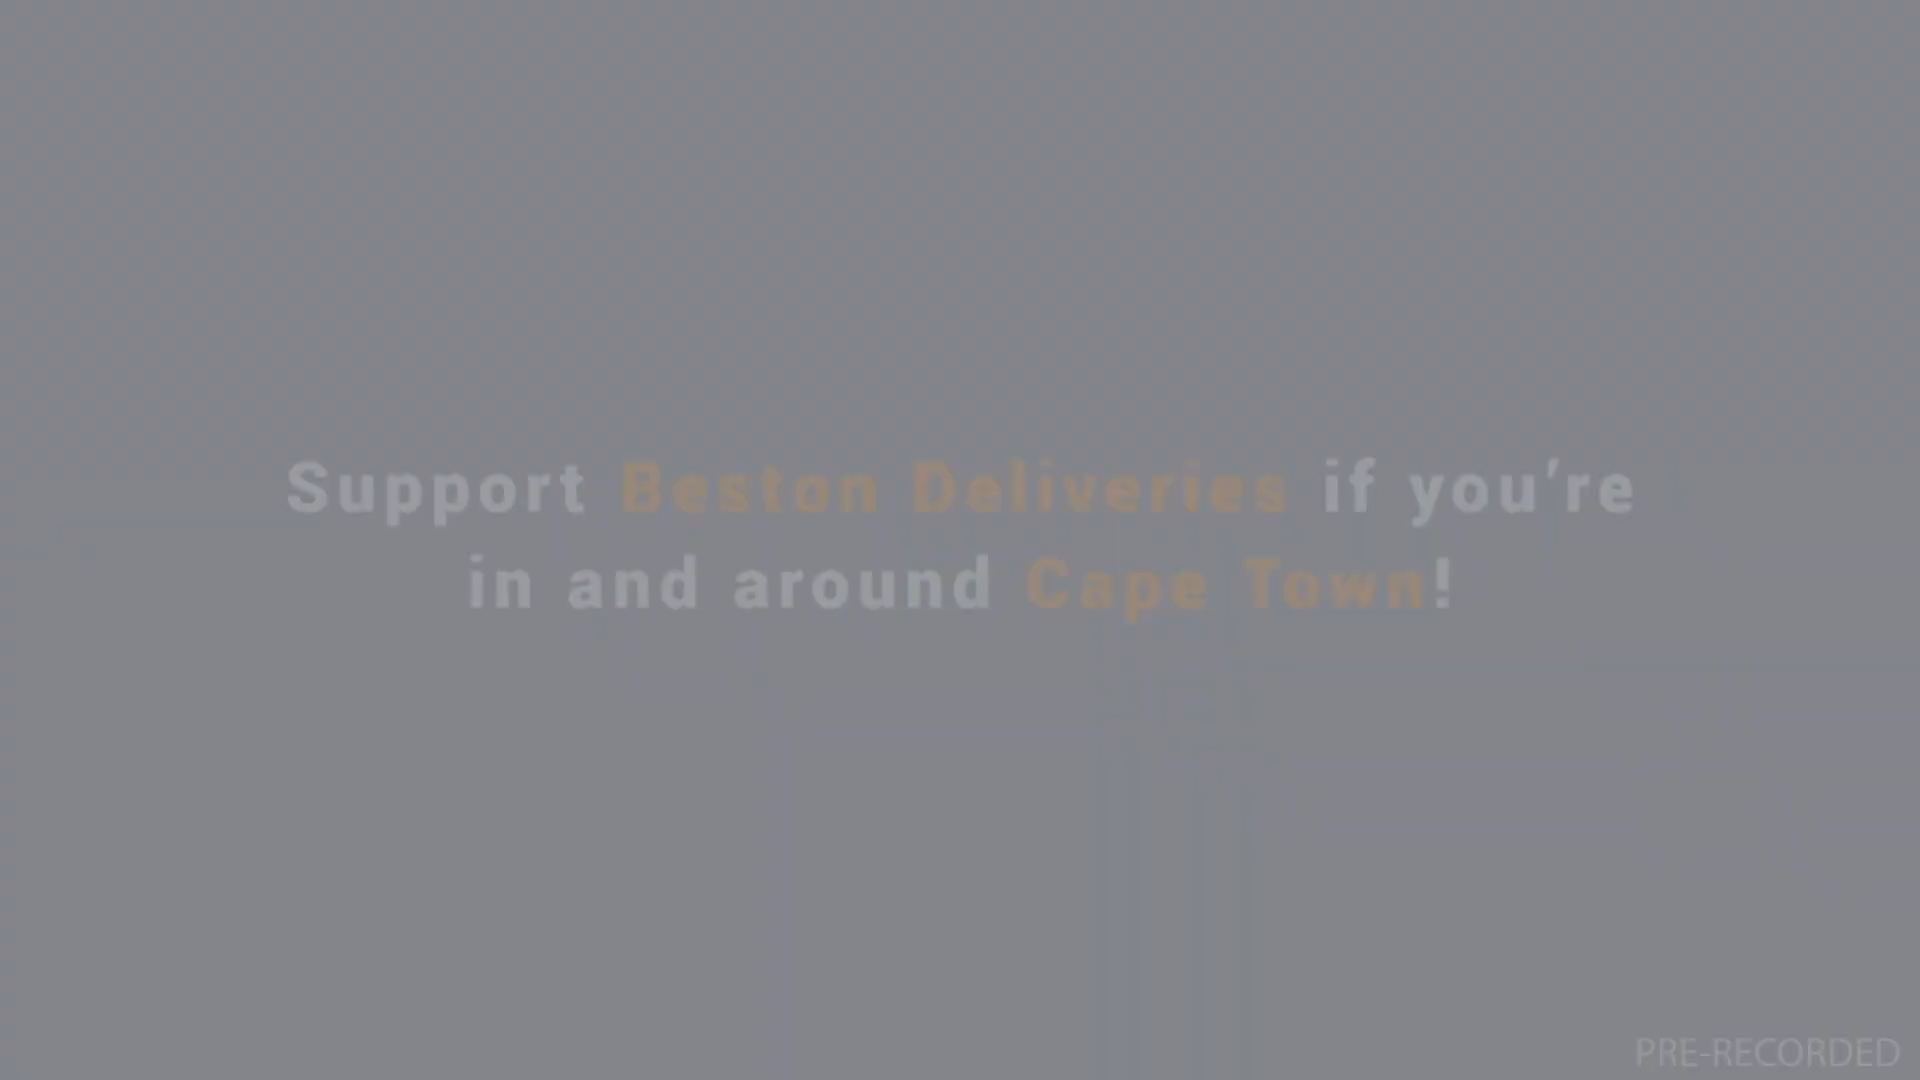 Support Beston Deliveries if you're
in and around Cape Town!
PRE-RECORDED